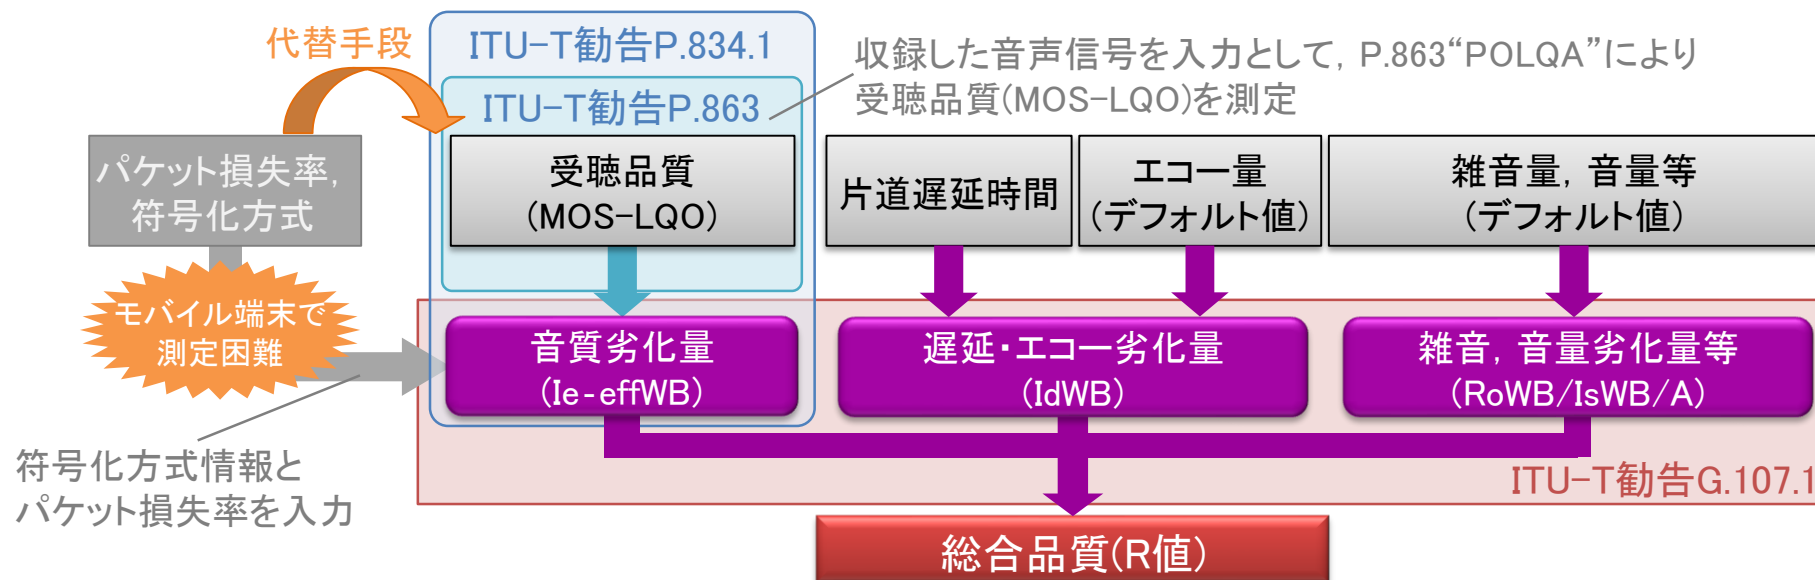 代替手段
ITU-T勧告P.834.1
収録した音声信号を入力として, P.863“POLQA”により
受聴品質(MOS-LQO)を測定
ITU-T勧告P.863
パケット損失率,
符号化方式
受聴品質
(MOS-LQO)
片道遅延時間
エコー量
(デフォルト値)
雑音量, 音量等
(デフォルト値)
モバイル端末で
測定困難
音質劣化量
(Ie-effWB)
遅延・エコー劣化量
(IdWB)
雑音, 音量劣化量等
(RoWB/IsWB/A)
符号化方式情報と
パケット損失率を入力
ITU-T勧告G.107.1
総合品質(R値)